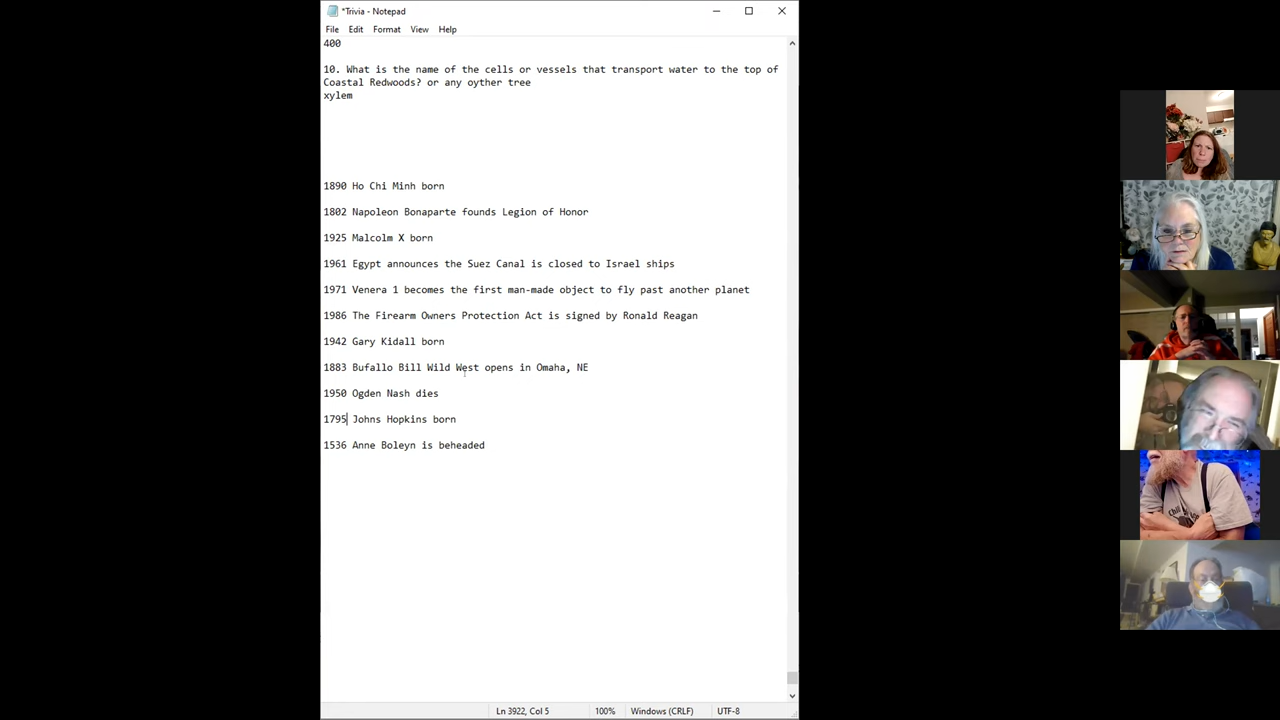 *Trivia - Notepad
File Edit Format View Help
400
10. What is the name of the cells or vessels that transport water to the top of
Coastal Redwoods? or any oyther tree
xylem
1890 Ho Chi Minh born
1802 Napoleon Bonaparte founds Legion of Honor
1925 Malcolm X born
1961 Egypt announces the Suez Canal is closed to Israel ships
1971 Venera 1 becomes the first man-made object to fly past another planet
1986 The Firearm Owners Protection Act is signed by Ronald Reagan
1942 Gary Kidall born
1883 Bufallo Bill Wild West opens in Omaha, NE
1950 Ogden Nash dies
1795 Johns Hopkins born
1536 Anne Boleyn is beheaded
Ln 3922, Col 5 100% Windows (CRLF) UTF-8